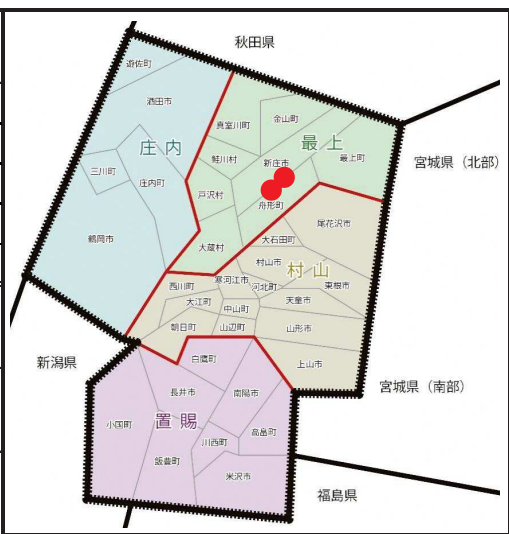 秋田県
遊佐町
酒田市
金山町
真室川町
最上
庄内
鮭川村
新庄市
最上町
宮城県（北部）
三川町
庄内町
戸沢村
舟形町
尾花沢市
鶴岡市
大蔵村
大石田町
村山市
村山
西川町
寒河江市
河北町
東根市
大江町
中山町
天童市
朝日町
山辺町
山形市
新潟県
白鷹町
上山市
長井市
南陽市
宮城県（南部）
小国町
置賜
高畠町
川西町
飯豊町
米沢市
福島県